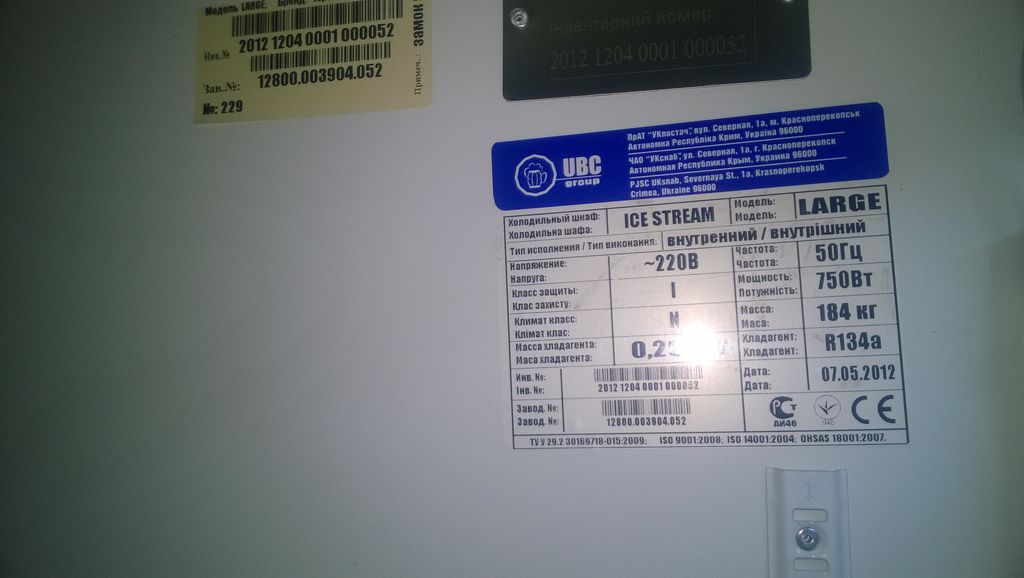 Модель LARGE;
Инв.№ 2012 1204 0001 000052
Зав.№: 12800.003904.052
№: 229
Примеч.: замок
Інвентарний номер
2012 1204 0001 000052
UBC group
ПрАТ "УКпостач", вул. Северная, 1а, м. Красноперекопськ
Автономна Республіка Крим, Україна 96000
ЧАО "УКснаб", ул. Северная, 1а, г. Красноперекопск
Автономная Республика Крым, Украина 96000
PJSC UKsnab, Severnaya St., 1a, Krasnoperekopsk
Crimea, Ukraine 96000
Холодильный шкаф: ICE STREAM Модель: LARGE
Холодильна шафа: Модель:
Тип исполнения / Тип виконання: внутренний / внутрішний
Напряжение: ~220В Частота: 50Гц
Напруга: Частота:
Класс защиты: I Мощность: 750Вт
Клас захисту: Потужність:
Климат класс: N Масса: 184 кг
Клімат клас: Маса:
Масса хладагента: Хладагент: R134a
Маса хладагента: Хладагент:
Инв. №: 2012 1204 0001 000052 Дата: 07.05.2012
Інв. №: Дата:
Завод. №: 12800.003904.052 РСТ
Завод. №: АИ46 CE
ТУ У 29.2 30169718-015:2009; ISO 9001:2008; ISO 14001:2004; OHSAS 18001:2007.
1